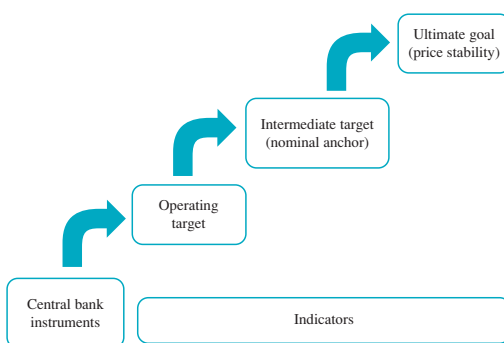 Ultimate goal
(price stability)
Intermediate target
(nominal anchor)
Operating
target
Central bank
instruments
Indicators